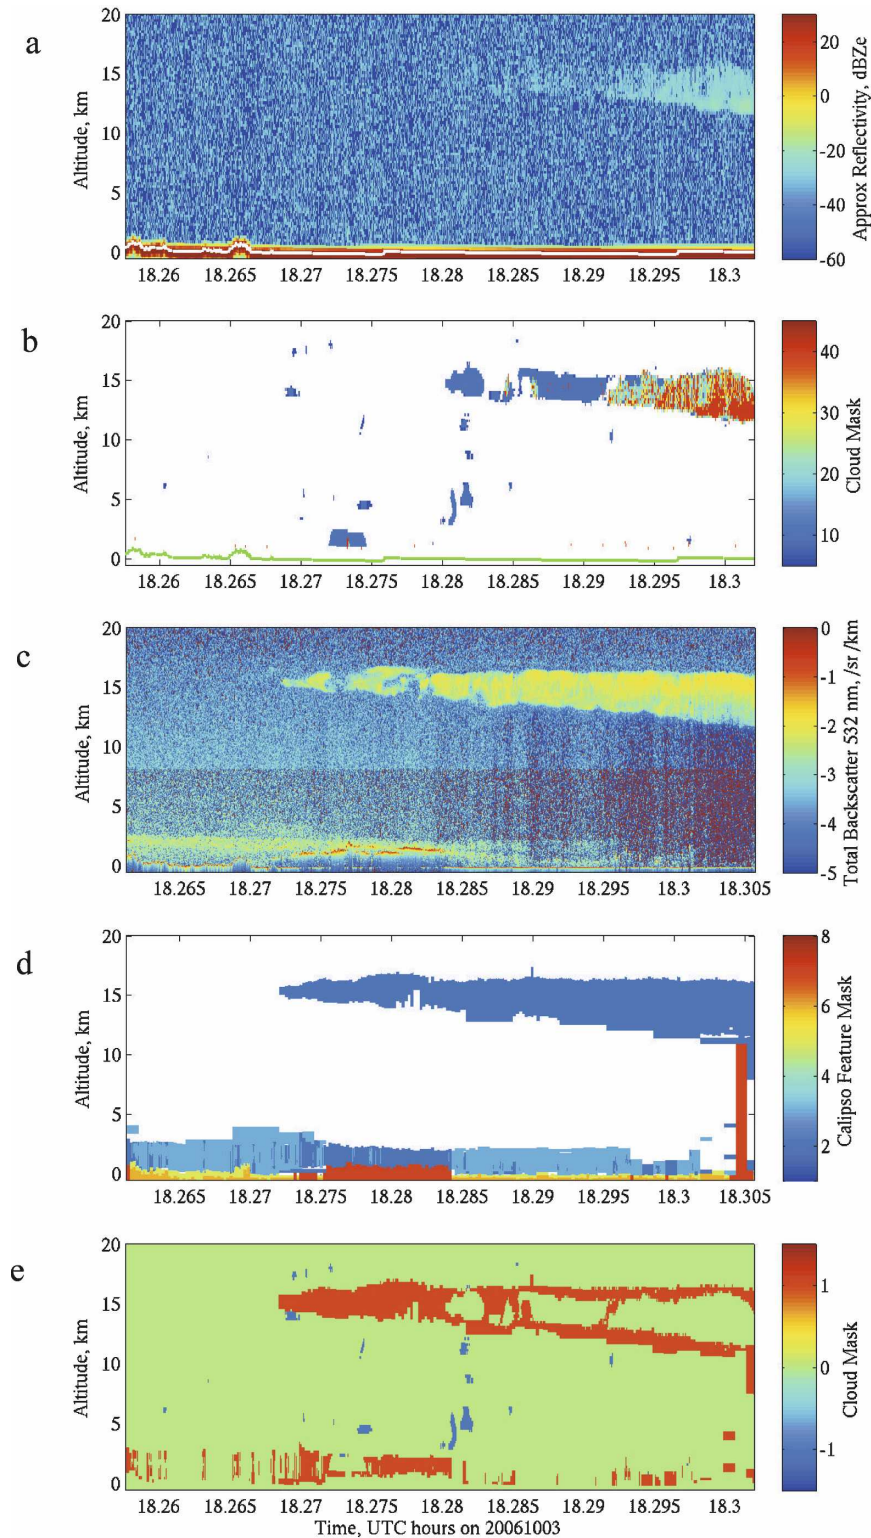 a
20
15
10
5
0
Altitude, km
18.26 18.265 18.27 18.275 18.28 18.285 18.29 18.295 18.3
20
0
-20
-40
-60
Approx Reflectivity, dBZe
b
20
15
10
5
0
Altitude, km
18.26 18.265 18.27 18.275 18.28 18.285 18.29 18.295 18.3
40
30
20
10
Cloud Mask
c
20
15
10
5
0
Altitude, km
18.265 18.27 18.275 18.28 18.285 18.29 18.295 18.3 18.305
0
-1
-2
-3
-4
-5
Total Backscatter 532 nm, /sr /km
d
20
15
10
5
0
Altitude, km
18.265 18.27 18.275 18.28 18.285 18.29 18.295 18.3 18.305
8
6
4
2
Calipso Feature Mask
e
20
15
10
5
0
Altitude, km
18.26 18.265 18.27 18.275 18.28 18.285 18.29 18.295 18.3
Time, UTC hours on 20061003
1
0
-1
Cloud Mask